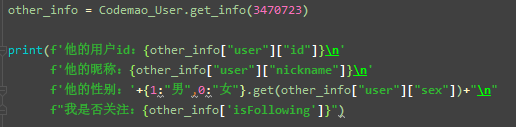 other_info = Codemao_User.get_info(3470723)
print(f'他的用户id：{other_info["user"]["id"]}\n'
f'他的昵称：{other_info["user"]["nickname"]}\n'
f'他的性别：'+{1:"男",0:"女"}.get(other_info["user"]["sex"])+"\n"
f"我是否关注：{other_info['isFollowing']}")